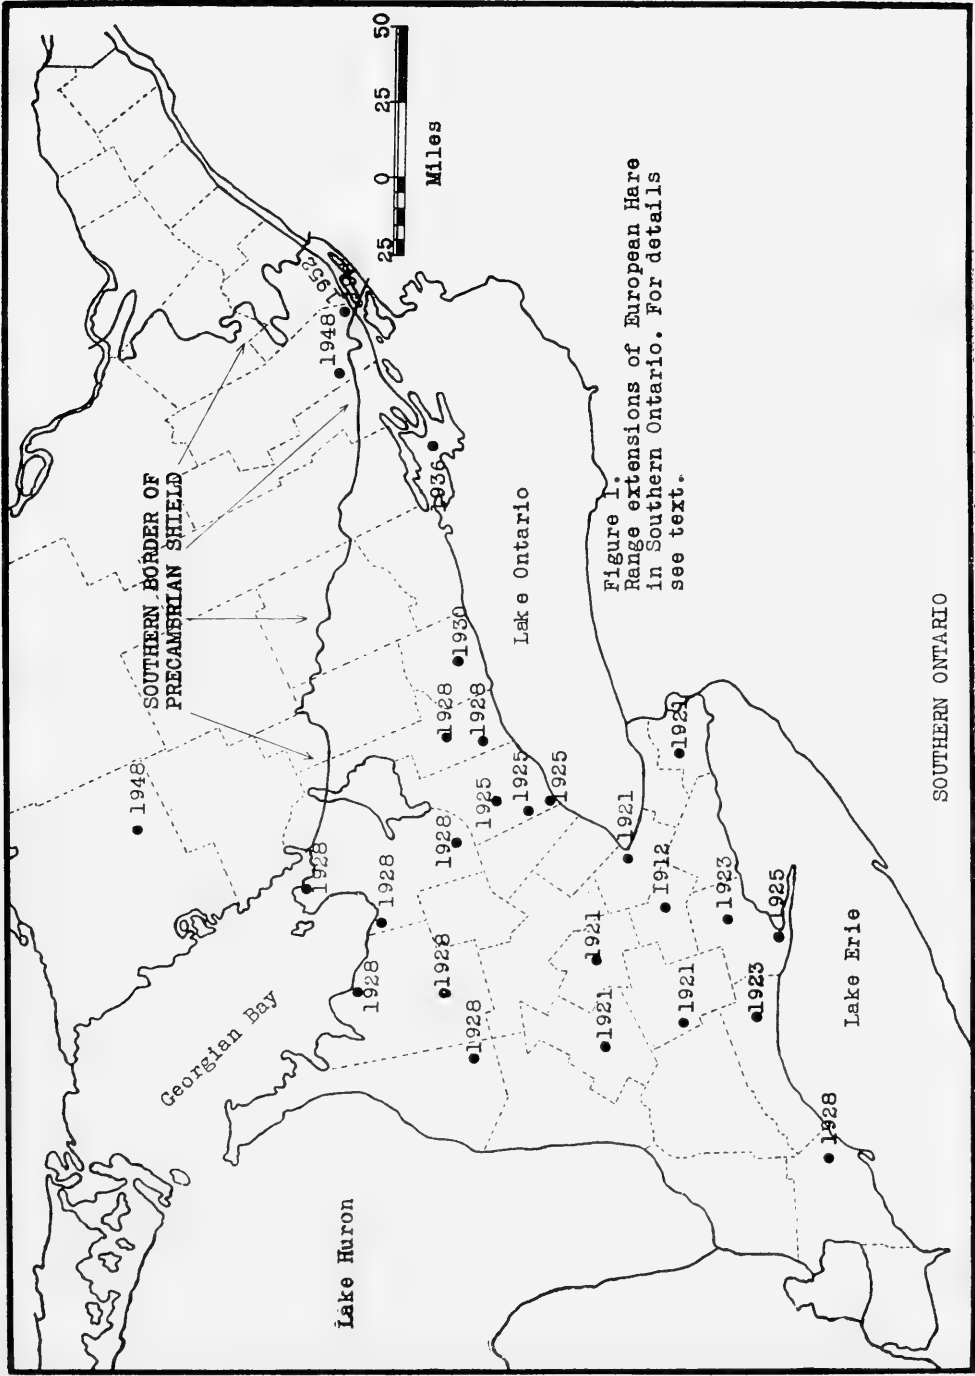 SOUTHERN BORDER OF
PRECAMBRIAN SHIELD
Georgian Bay
Lake Huron
Lake Ontario
Lake Erie
25 0 25 50
Miles
1948
1928
1928
1928
1928
1928
1928
1928
1928
1930
1936
1948
1952
1925
1925
1925
1921
1921
1921
1921
1921
1912
1923
1923
1925
1928
Figure 1.
Range extensions of European Hare
in Southern Ontario. For details
see text.
SOUTHERN ONTARIO